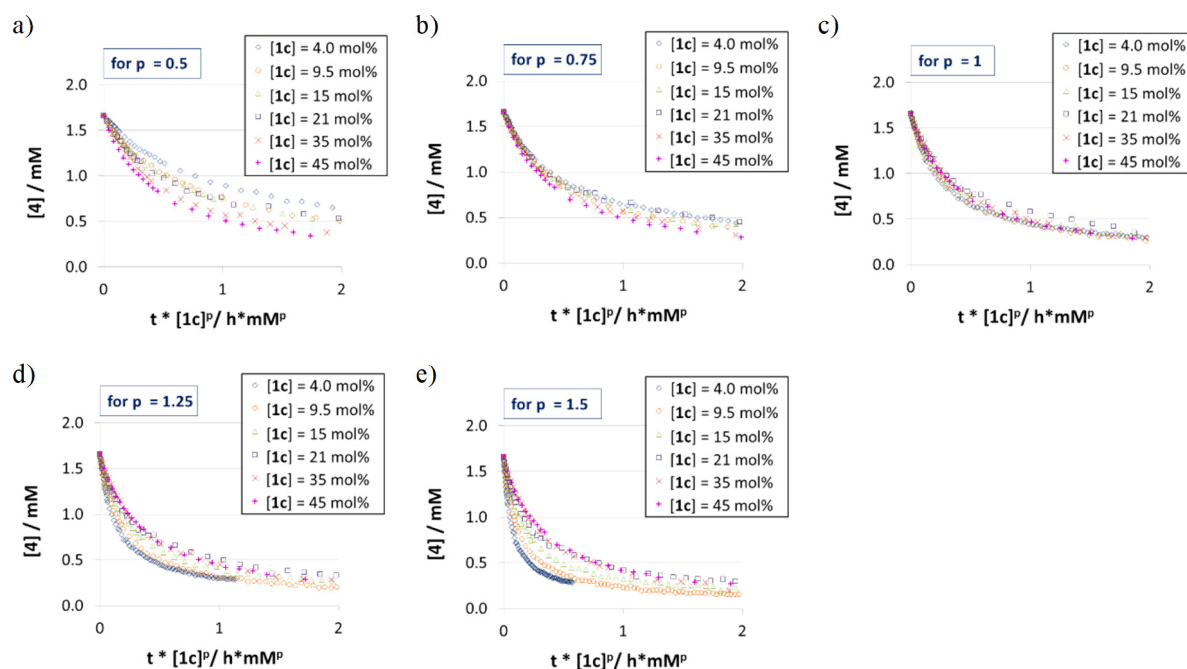 a)
for p = 0.5
[1c] = 4.0 mol%
[1c] = 9.5 mol%
[1c] = 15 mol%
[1c] = 21 mol%
[1c] = 35 mol%
[1c] = 45 mol%
[4] / mM
2.0
1.5
1.0
0.5
0.0
0
1
2
t * [1c]ᵖ/ h*mMᵖ
b)
for p = 0.75
[1c] = 4.0 mol%
[1c] = 9.5 mol%
[1c] = 15 mol%
[1c] = 21 mol%
[1c] = 35 mol%
[1c] = 45 mol%
[4] / mM
2.0
1.5
1.0
0.5
0.0
0
1
2
t * [1c]ᵖ/ h*mMᵖ
c)
for p = 1
[1c] = 4.0 mol%
[1c] = 9.5 mol%
[1c] = 15 mol%
[1c] = 21 mol%
[1c] = 35 mol%
[1c] = 45 mol%
[4] / mM
2.0
1.5
1.0
0.5
0.0
0
1
2
t * [1c]ᵖ/ h*mMᵖ
d)
for p = 1.25
[1c] = 4.0 mol%
[1c] = 9.5 mol%
[1c] = 15 mol%
[1c] = 21 mol%
[1c] = 35 mol%
[1c] = 45 mol%
[4] / mM
2.0
1.5
1.0
0.5
0.0
0
1
2
t * [1c]ᵖ/ h*mMᵖ
e)
for p = 1.5
[1c] = 4.0 mol%
[1c] = 9.5 mol%
[1c] = 15 mol%
[1c] = 21 mol%
[1c] = 35 mol%
[1c] = 45 mol%
[4] / mM
2.0
1.5
1.0
0.5
0.0
0
1
2
t * [1c]ᵖ/ h*mMᵖ